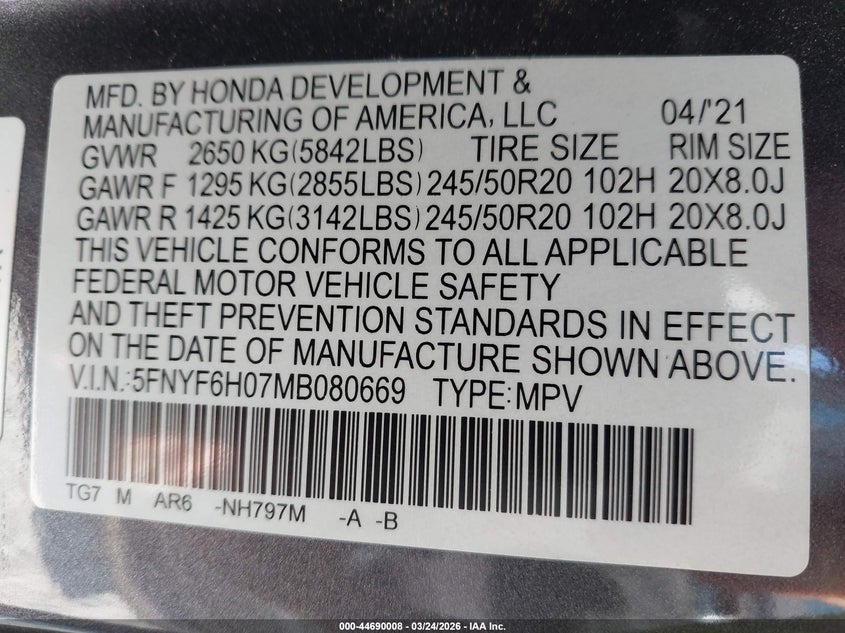 MFD. BY HONDA DEVELOPMENT &
MANUFACTURING OF AMERICA, LLC 04/'21
GVWR 2650 KG(5842LBS) TIRE SIZE RIM SIZE
GAWR F 1295 KG(2855LBS) 245/50R20 102H 20X8.0J
GAWR R 1425 KG(3142LBS) 245/50R20 102H 20X8.0J
THIS VEHICLE CONFORMS TO ALL APPLICABLE
FEDERAL MOTOR VEHICLE SAFETY
AND THEFT PREVENTION STANDARDS IN EFFECT
ON THE DATE OF MANUFACTURE SHOWN ABOVE.
V.I.N.:5FNYF6H07MB080669 TYPE:MPV
TG7 M AR6 -NH797M -A -B
000-44690008 - 03/24/2026 - IAA Inc.